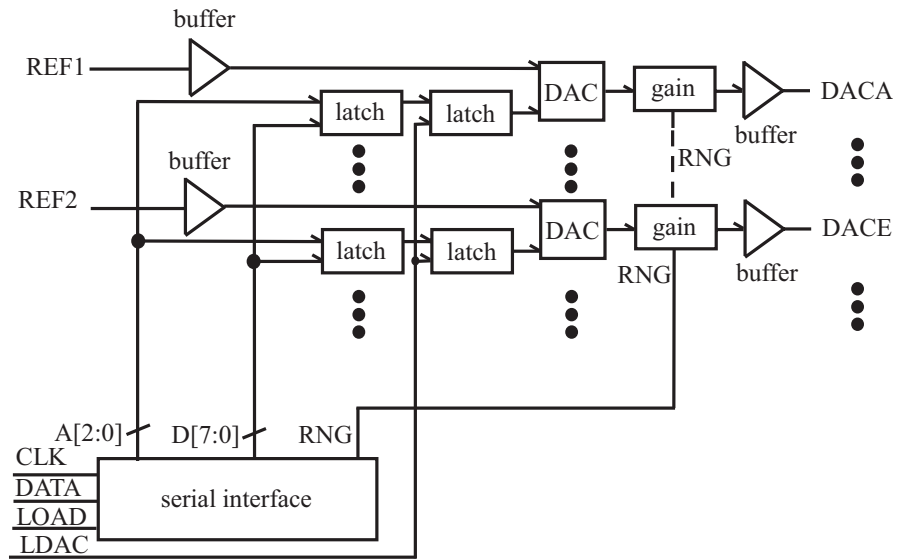 buffer
REF1
DAC
gain
DACA
latch
latch
buffer
buffer
RNG
REF2
DAC
gain
DACE
latch
latch
RNG
buffer
A[2:0]
D[7:0]
RNG
CLK
DATA
serial interface
LOAD
LDAC